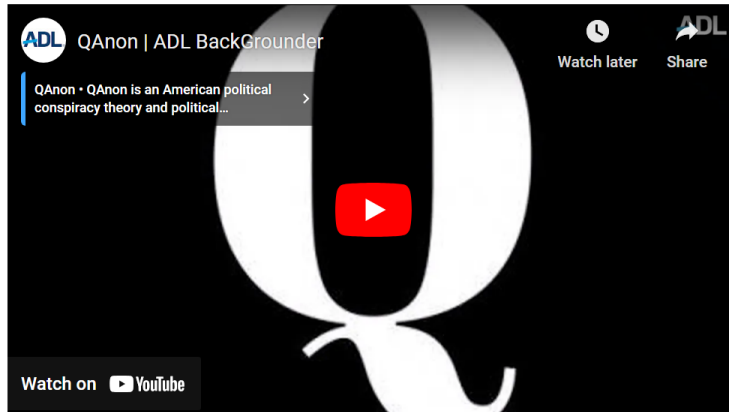 ADL
QAnon | ADL BackGrounder
ADL
Watch later
Share
QAnon • QAnon is an American political
conspiracy theory and political...
Q
Watch on YouTube